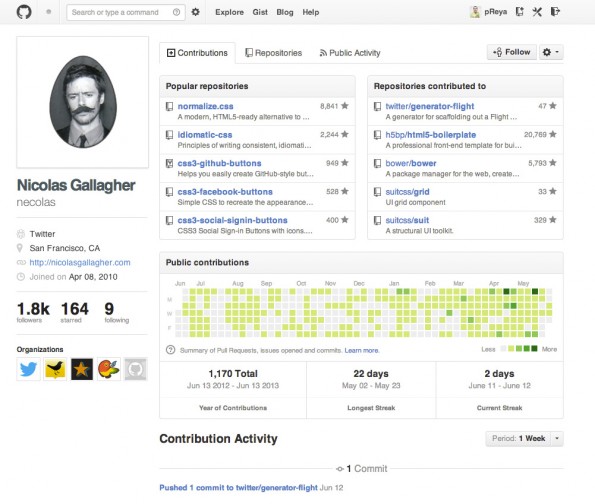 Search or type a command
Explore Gist Blog Help
pReya
Contributions Repositories Public Activity
Follow
Nicolas Gallagher
necolas
Twitter
San Francisco, CA
http://nicolasgallagher.com
Joined on Apr 08, 2010
1.8k 164 9
followers starred following
Organizations
Popular repositories
normalize.css 8,841
A modern, HTML5-ready alternative to ...
idiomatic-css 2,244
Principles of writing consistent, idiomati...
css3-github-buttons 949
Helps you easily create GitHub-style but...
css3-facebook-buttons 528
Simple CSS to recreate the appearance...
css3-social-signin-buttons 400
CSS3 Social Sign-in Buttons with icons....
Repositories contributed to
twitter/generator-flight 47
A generator for scaffolding out a Flight ...
h5bp/html5-boilerplate 20,769
A professional front-end template for bui...
bower/bower 5,793
A package manager for the web, create...
suitcss/grid 33
UI grid component
suitcss/suit 329
A structural UI toolkit.
Public contributions
Jun Jul Aug Sep Oct Nov Dec Jan Feb Mar Apr May
M
W
F
Summary of Pull Requests, issues opened and commits. Learn more.
Less More
1,170 Total
Jun 13 2012 - Jun 13 2013
Year of Contributions
22 days
May 02 - May 23
Longest Streak
2 days
June 11 - June 12
Current Streak
Contribution Activity
Period: 1 Week
1 Commit
Pushed 1 commit to twitter/generator-flight Jun 12